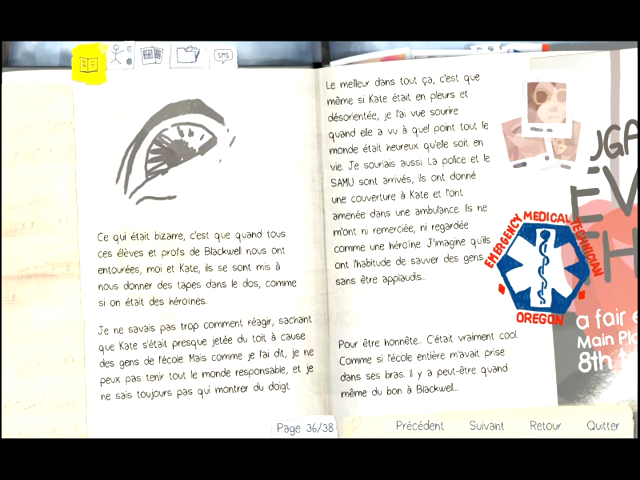 SMS
Ce qui était bizarre, c'est que quand tous
ces élèves et profs de Blackwell nous ont
entourées, moi et Kate, ils se sont mis à
nous donner des tapes dans le dos, comme
si on était des héroïnes.
Je ne savais pas trop comment réagir, sachant
que Kate s'était presque jetée du toit à cause
des gens de l'école. Mais comme je l'ai dit, je ne
peux pas tenir tout le monde responsable, et je
ne sais toujours pas qui montrer du doigt.
Page 36/38
Le meilleur dans tout ça, c'est que
même si Kate était en pleurs et
désorientée, je l'ai vue sourire
quand elle a vu à quel point tout le
monde était heureux qu'elle soit en
vie. Je souriais aussi. La police et le
SAMU sont arrivés, ils ont donné
une couverture à Kate et l'ont
amenée dans une ambulance. Ils ne
m'ont ni remerciée, ni regardée
comme une héroïne. J'imagine qu'ils
ont l'habitude de sauver des gens
sans être applaudis...
Pour être honnête... C'était vraiment cool.
Comme si l'école entière m'avait prise
dans ses bras. Il y a peut-être quand
même du bon à Blackwell...
EMERGENCY MEDICAL TECHNICIAN
OREGON
a fair e
Main Pla
8th t
Précédent Suivant Retour Quitter